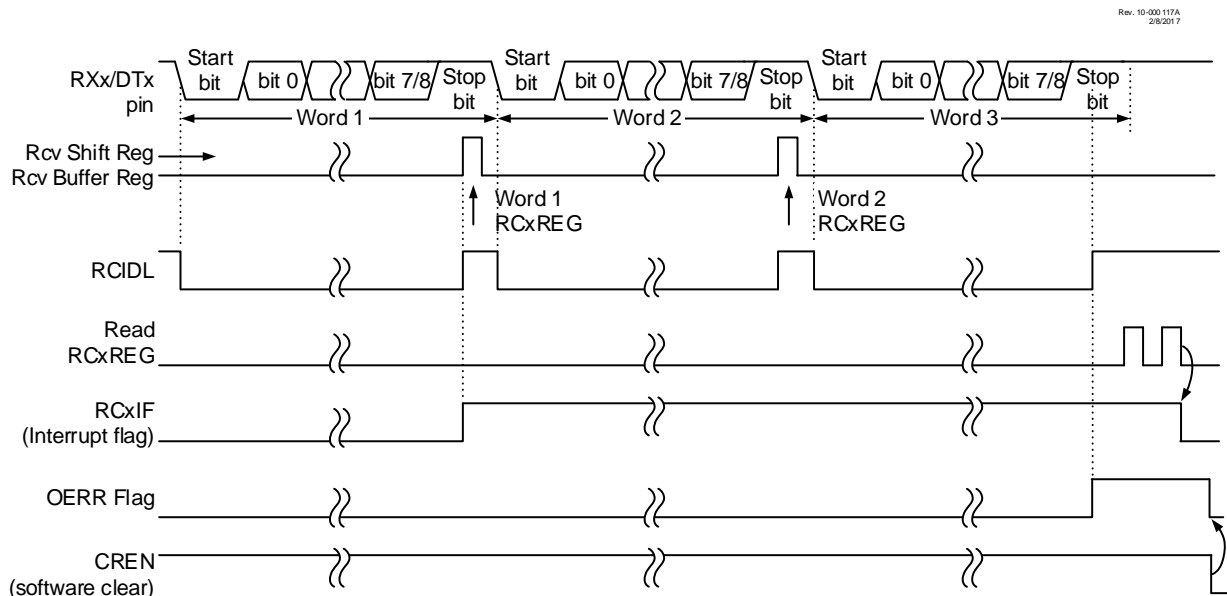 Rev. 10-000 117A
2/8/2017
RXx/DTx
pin
Start
bit
bit 0
bit 7/8
Stop
bit
Start
bit
bit 0
bit 7/8
Stop
bit
Start
bit
bit 0
bit 7/8
Stop
bit
Word 1
Word 2
Word 3
Rcv Shift Reg
Rcv Buffer Reg
Word 1
RCxREG
Word 2
RCxREG
RCIDL
Read
RCxREG
RCxIF
(Interrupt flag)
OERR Flag
CREN
(software clear)